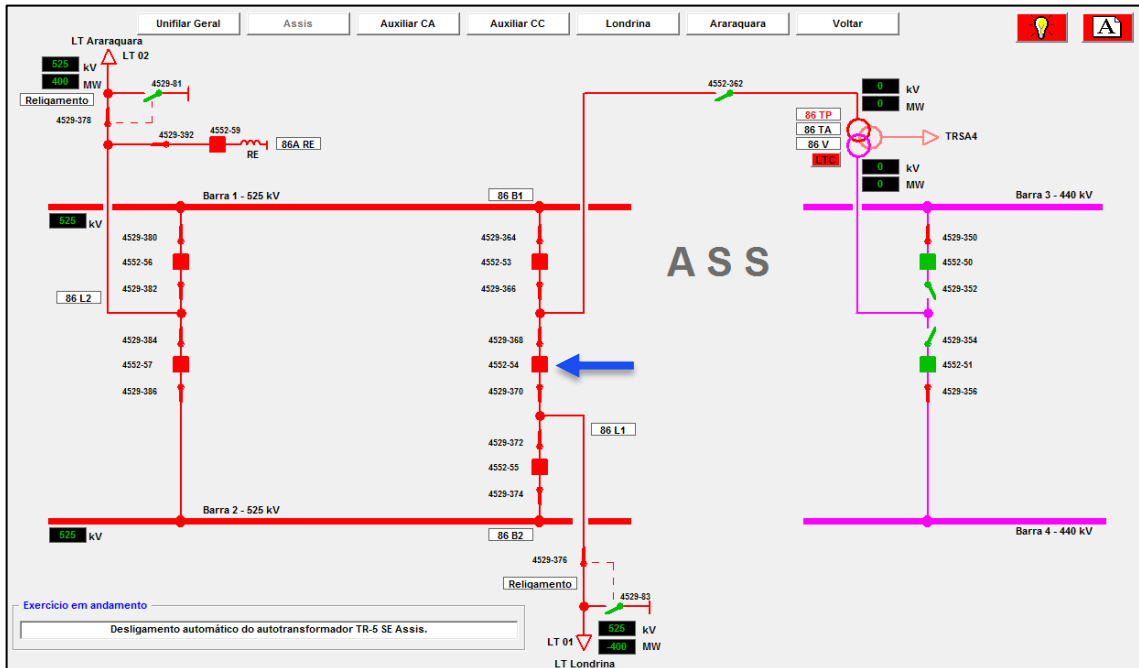 Unifilar Geral
Assis
Auxiliar CA
Auxiliar CC
Londrina
Araraquara
Voltar
A
LT Araraquara
LT 02
525 kV
400 MW
Religamento
4529-81
4529-378
4529-392
4552-59
RE
86A RE
4552-362
0 kV
0 MW
86 TP
86 TA
86 V
LTC
TRSA4
0 kV
0 MW
Barra 1 - 525 kV
86 B1
Barra 3 - 440 kV
525 kV
4529-380
4552-56
4529-382
86 L2
4529-384
4552-57
4529-386
4529-364
4552-53
4529-366
4529-368
4552-54
4529-370
86 L1
4529-372
4552-55
4529-374
A S S
4529-350
4552-50
4529-352
4529-354
4552-51
4529-356
Barra 2 - 525 kV
86 B2
525 kV
Barra 4 - 440 kV
4529-376
Religamento
4529-83
LT 01
525 kV
-400 MW
LT Londrina
Exercício em andamento
Desligamento automático do autotransformador TR-5 SE Assis.